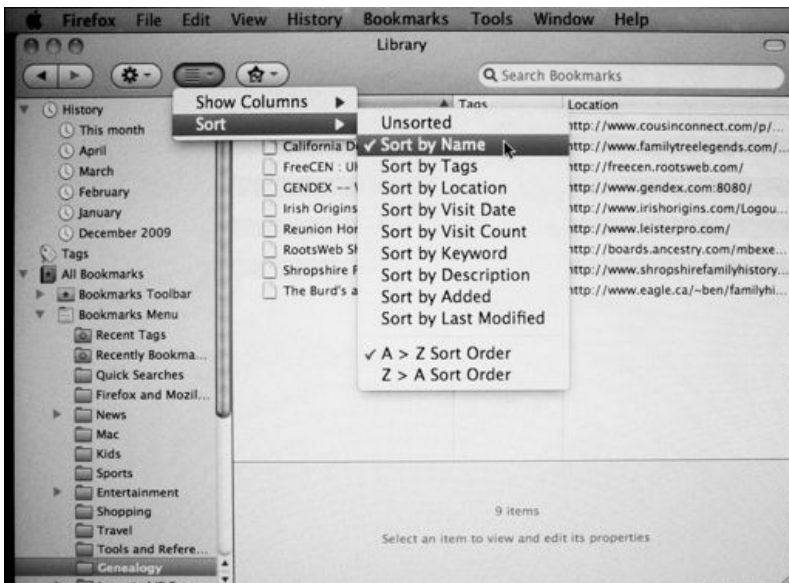 Firefox File Edit View History Bookmarks Tools Window Help
Library
Search Bookmarks
Show Columns
Sort
Unsorted
✓ Sort by Name
Sort by Tags
Sort by Location
Sort by Visit Date
Sort by Visit Count
Sort by Keyword
Sort by Description
Sort by Added
Sort by Last Modified
✓ A > Z Sort Order
Z > A Sort Order
History
This month
April
March
February
January
December 2009
Tags
All Bookmarks
Bookmarks Toolbar
Bookmarks Menu
Recent Tags
Recently Bookma...
Quick Searches
Firefox and Mozil...
News
Mac
Kids
Sports
Entertainment
Shopping
Travel
Tools and Refere...
Genealogy
Tags Location
http://www.cousinconnect.com/p/...
California http://www.familytreelegends.com/...
FreeCEN : http://freecen.rootsweb.com/
GENDEX -- http://www.gendex.com:8080/
Irish Origins http://www.irishorigins.com/Logou...
Reunion http://www.leisterpro.com/
RootsWeb http://boards.ancestry.com/mbexe...
Shropshire http://www.shropshirefamilyhistory...
The Burd's a http://www.eagle.ca/~ben/familyhi...
9 items
Select an item to view and edit its properties